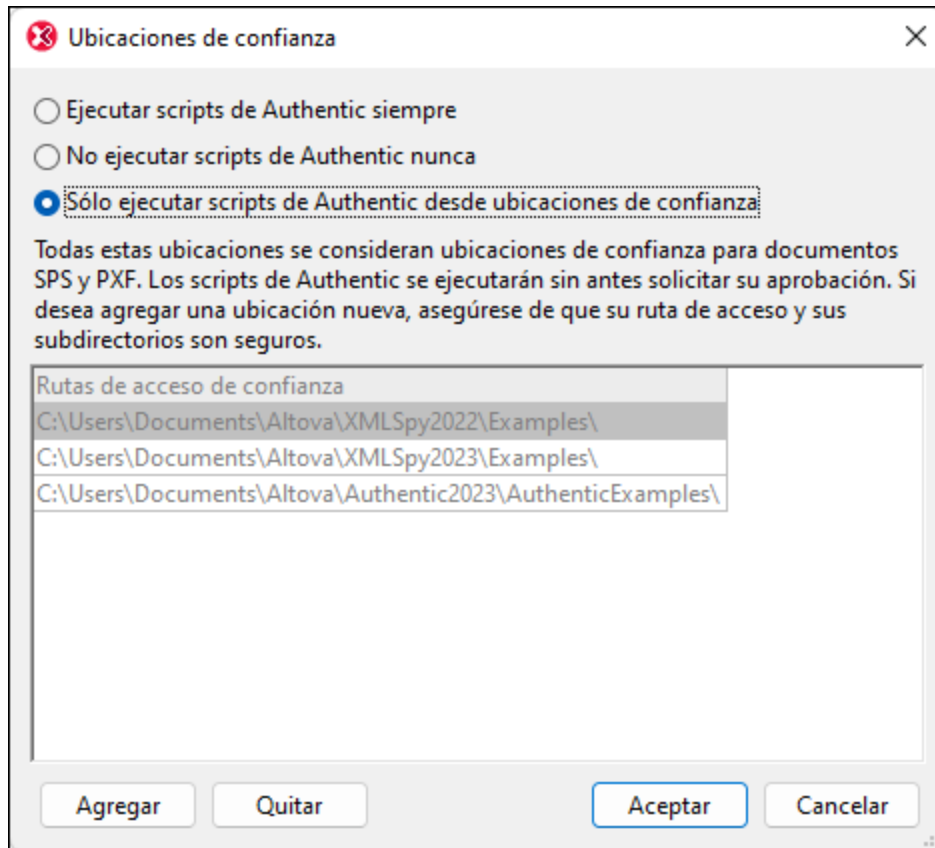 Ubicaciones de confianza
Ejecutar scripts de Authentic siempre
No ejecutar scripts de Authentic nunca
Sólo ejecutar scripts de Authentic desde ubicaciones de confianza
Todas estas ubicaciones se consideran ubicaciones de confianza para documentos
SPS y PXF. Los scripts de Authentic se ejecutarán sin antes solicitar su aprobación. Si
desea agregar una ubicación nueva, asegúrese de que su ruta de acceso y sus
subdirectorios son seguros.
Rutas de acceso de confianza
C:\Users\Documents\Altova\XMLSpy2022\Examples\
C:\Users\Documents\Altova\XMLSpy2023\Examples\
C:\Users\Documents\Altova\Authentic2023\AuthenticExamples\
Agregar Quitar Aceptar Cancelar